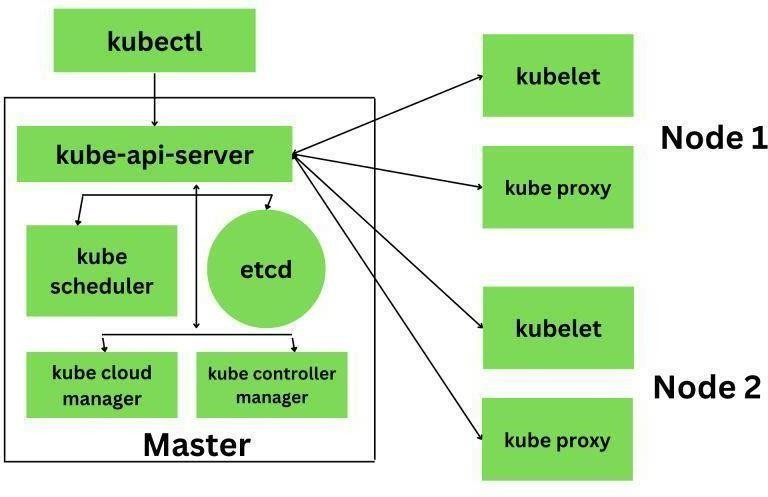 kubectl
kube-api-server
kube
scheduler
etcd
kube cloud
manager
kube controller
manager
Master
kubelet
kube proxy
Node 1
kubelet
kube proxy
Node 2